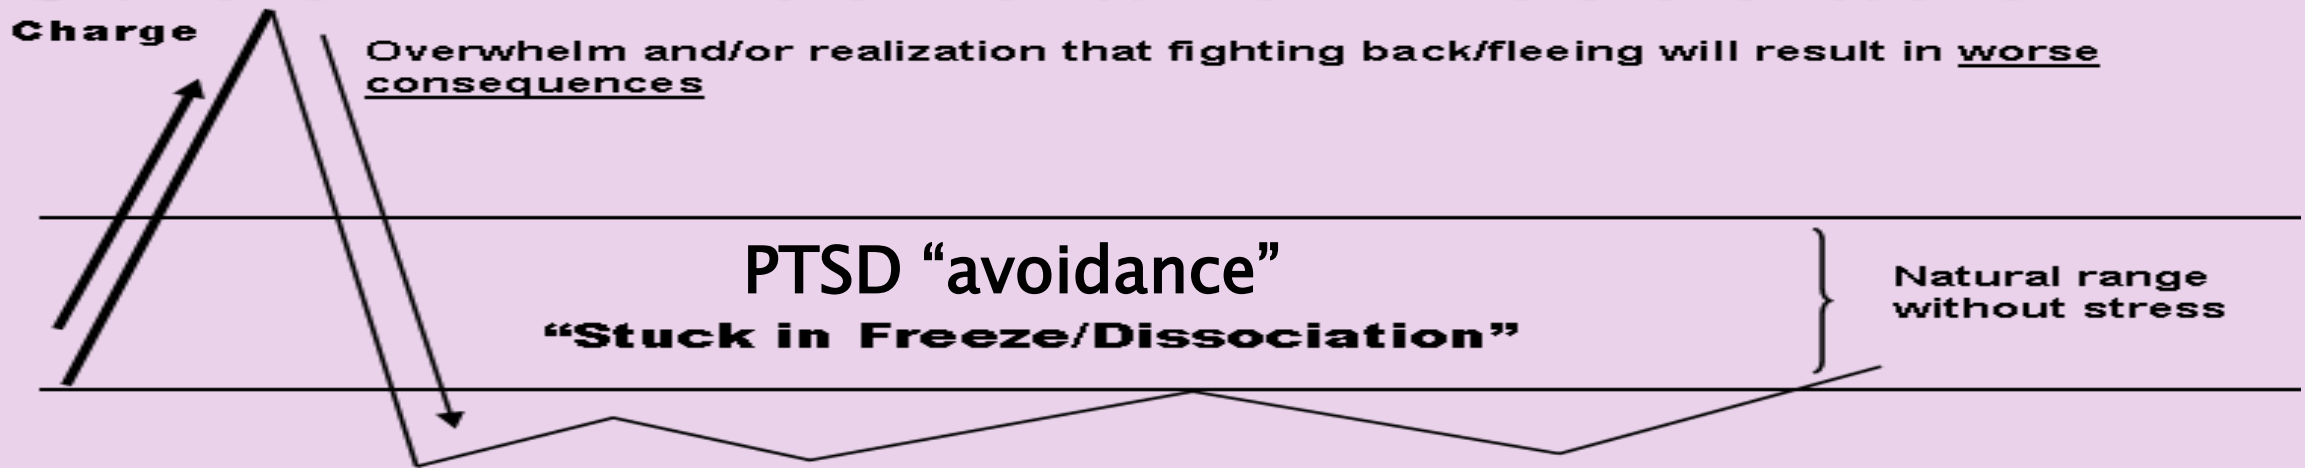 Charge
Overwhelm and/or realization that fighting back/fleeing will result in worse
consequences
PTSD “avoidance”
“Stuck in Freeze/Dissociation”
Natural range
without stress